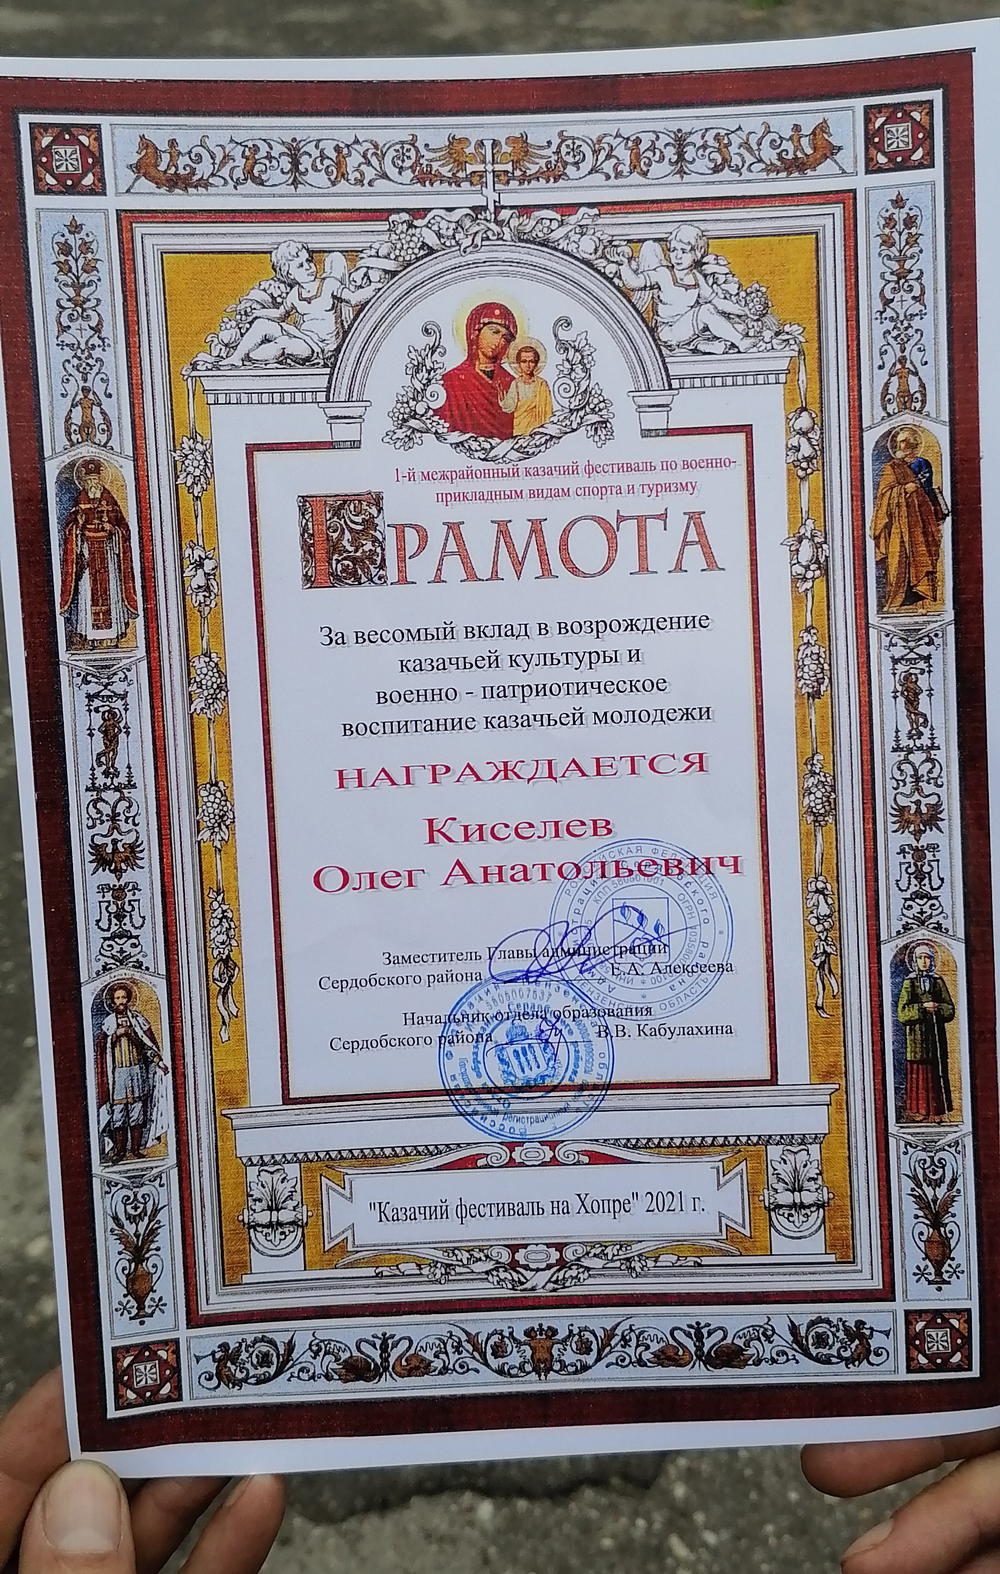 1-й межрайонный казачий фестиваль по военно-
прикладным видам спорта и туризму
ГРАМОТА
За весомый вклад в возрождение
казачьей культуры и
военно - патриотическое
воспитание казачьей молодежи
НАГРАЖДАЕТСЯ
Киселев
Олег Анатольевич
Заместитель Главы администрации
Сердобского района Е.А. Алексеева
Начальник отдела образования
Сердобского района В.В. Кабулахина
"Казачий фестиваль на Хопре" 2021 г.